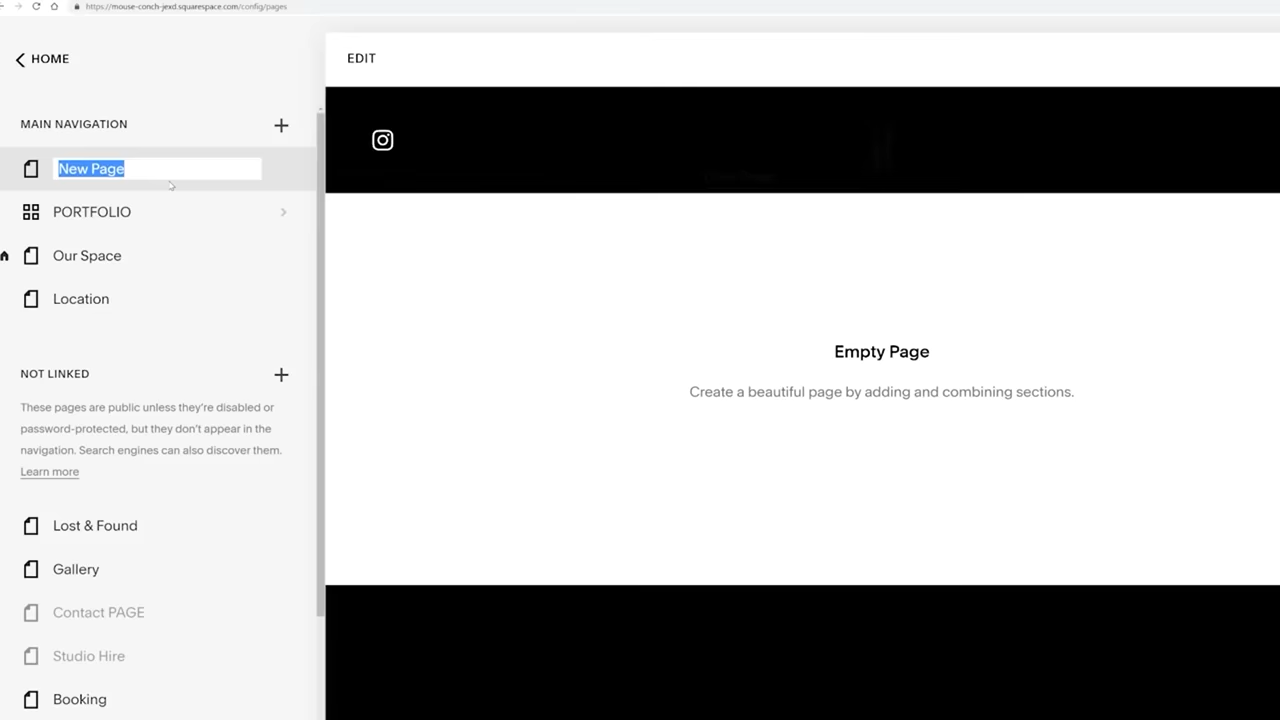 https://mouse-conch-jexd.squarespace.com/config/pages
HOME
EDIT
MAIN NAVIGATION
New Page
PORTFOLIO
Our Space
Location
NOT LINKED
These pages are public unless they're disabled or
password-protected, but they don't appear in the
navigation. Search engines can also discover them.
Learn more
Lost & Found
Gallery
Contact PAGE
Studio Hire
Booking
Empty Page
Create a beautiful page by adding and combining sections.